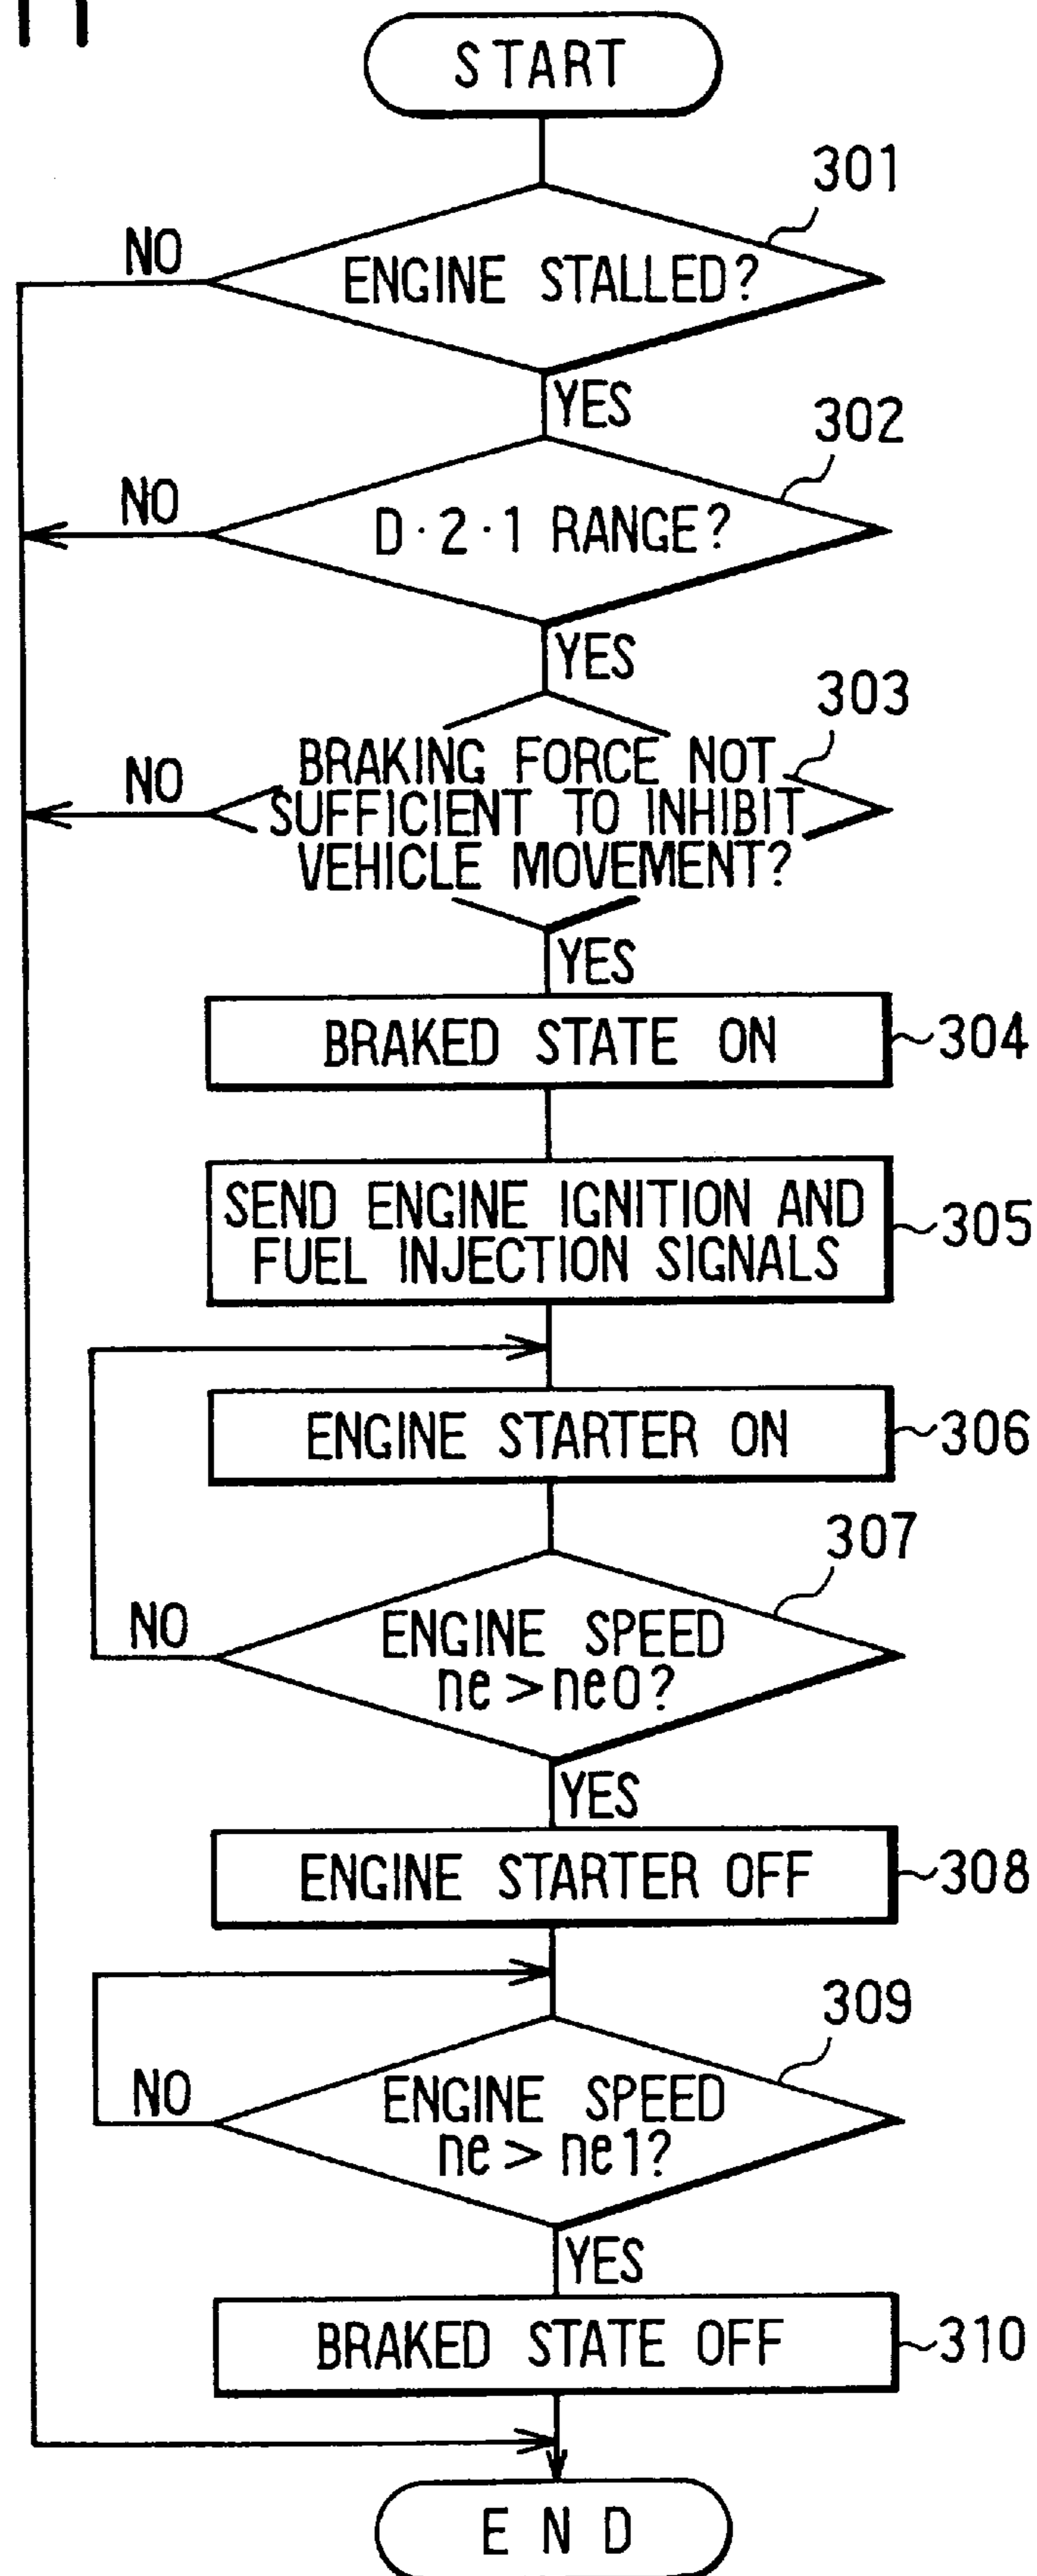 START
301
NO
ENGINE STALLED?
YES
302
NO
D·2·1 RANGE?
YES
303
NO
BRAKING FORCE NOT
SUFFICIENT TO INHIBIT
VEHICLE MOVEMENT?
YES
BRAKED STATE ON
304
SEND ENGINE IGNITION AND
FUEL INJECTION SIGNALS
305
ENGINE STARTER ON
306
307
NO
ENGINE SPEED
ne > ne0?
YES
ENGINE STARTER OFF
308
309
NO
ENGINE SPEED
ne > ne1?
YES
BRAKED STATE OFF
310
END